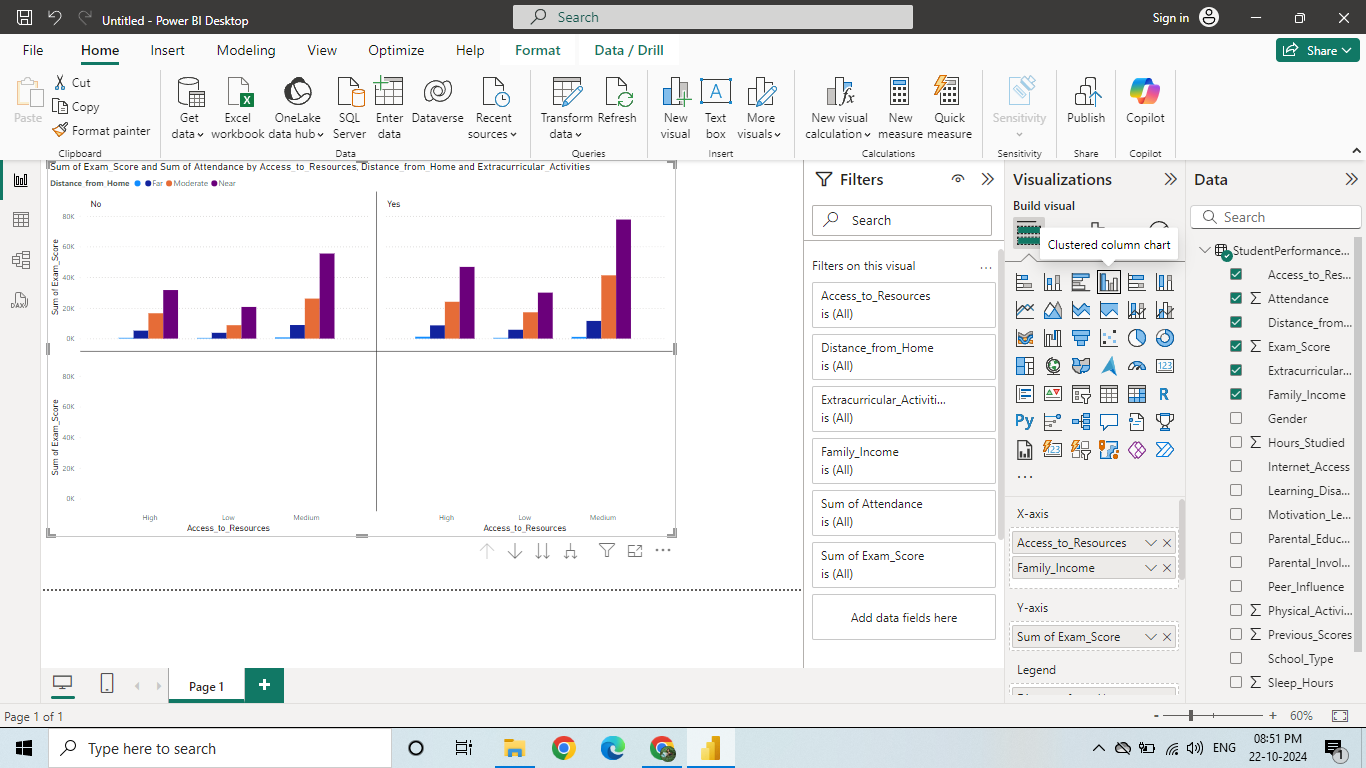 Untitled - Power BI Desktop
Search
Sign in
File
Home
Insert
Modeling
View
Optimize
Help
Format
Data / Drill
Share
Paste
Cut
Copy
Format painter
Clipboard
Get data
Excel workbook
OneLake data hub
SQL Server
Enter data
Dataverse
Recent sources
Data
Transform data
Refresh
Queries
New visual
Text box
More visuals
Insert
New visual calculation
New measure
Quick measure
Calculations
Sensitivity
Sensitivity
Publish
Share
Copilot
Copilot
DAX
Sum of Exam_Score and Sum of Attendance by Access_to_Resources, Distance_from_Home and Extracurricular_Activities
Distance_from_Home Far Moderate Near
No
Yes
80K
60K
40K
20K
0K
Sum of Exam_Score
80K
60K
40K
20K
0K
Sum of Exam_Score
High Low Medium
High Low Medium
Access_to_Resources
Access_to_Resources
Page 1
Filters
Search
Filters on this visual
Access_to_Resources
is (All)
Distance_from_Home
is (All)
Extracurricular_Activiti...
is (All)
Family_Income
is (All)
Sum of Attendance
is (All)
Sum of Exam_Score
is (All)
Add data fields here
Visualizations
Build visual
Clustered column chart
123
R
Py
123
X-axis
Access_to_Resources
Family_Income
Y-axis
Sum of Exam_Score
Legend
Data
Search
StudentPerformance...
Access_to_Res...
Attendance
Distance_from...
Exam_Score
Extracurricular...
Family_Income
Gender
Hours_Studied
Internet_Access
Learning_Disa...
Motivation_Le...
Parental_Educ...
Parental_Invol...
Peer_Influence
Physical_Activi...
Previous_Scores
School_Type
Sleep_Hours
Page 1 of 1
- + 60%
Type here to search
ENG
08:51 PM
22-10-2024
1